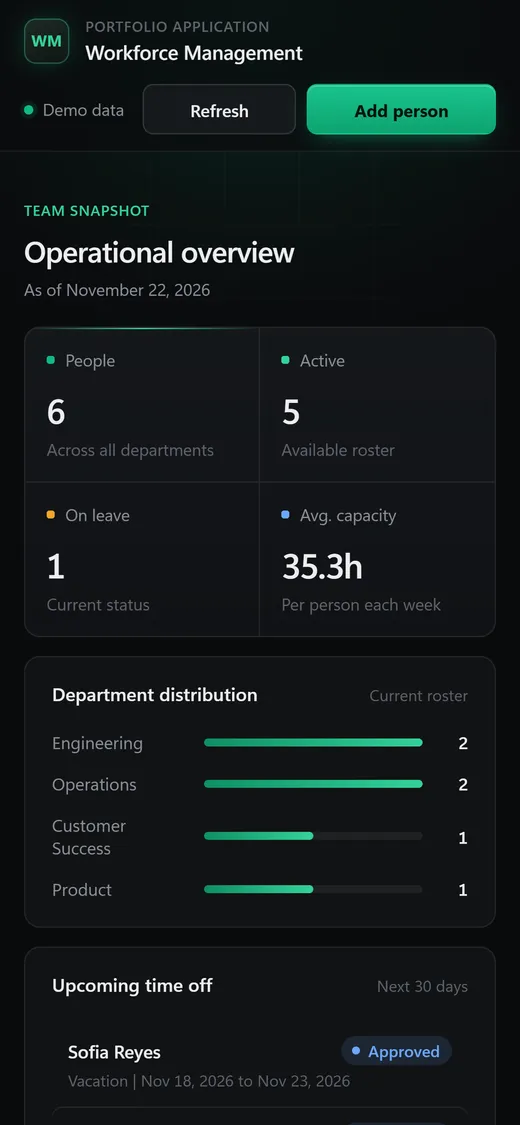 WM
PORTFOLIO APPLICATION
Workforce Management
Demo data
Refresh
Add person
TEAM SNAPSHOT
Operational overview
As of November 22, 2026
People
6
Across all departments
Active
5
Available roster
On leave
1
Current status
Avg. capacity
35.3h
Per person each week
Department distribution
Current roster
Engineering
2
Operations
2
Customer
Success
1
Product
1
Upcoming time off
Next 30 days
Sofia Reyes
Approved
Vacation | Nov 18, 2026 to Nov 23, 2026